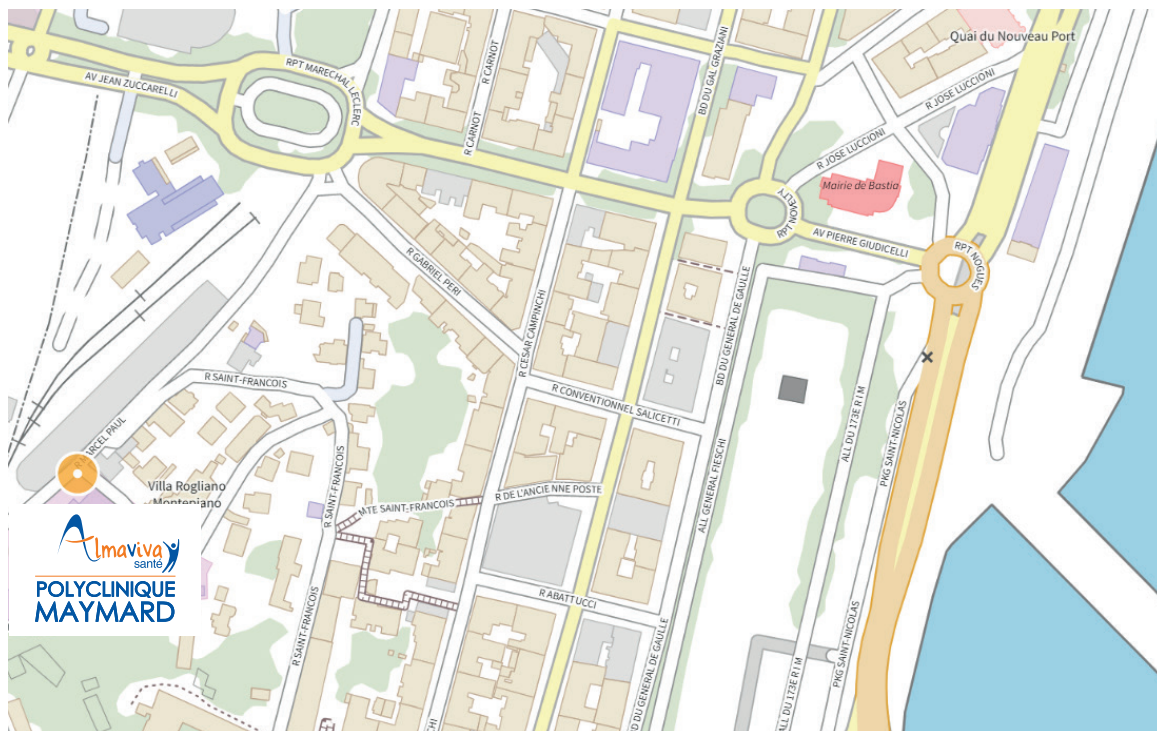 Quai du Nouveau Port
AV JEAN ZUCCARELLI
RPT MARECHAL LECLERC
R CARNOT
R CARNOT
BD DU GAL GRAZIANI
R JOSE LUCCIONI
R JOSE LUCCIONI
Mairie de Bastia
RPT NOVELTY
AV PIERRE GIUDICELLI
RPT NOGUES
R GABRIEL PERI
R CESAR CAMPINCHI
BD DU GENERAL DE GAULLE
R SAINT-FRANCOIS
R CONVENTIONNEL SALICETTI
ALL DU 173E R I M
PKG SAINT-NICOLAS
MARCEL PAUL
R SAINT-FRANCOIS
Villa Rogliano
Montepiano
MTE SAINT-FRANCOIS
R DE L'ANCIENNE POSTE
ALL GENERAL FIESCHI
Almaviva
santé
POLYCLINIQUE
MAYMARD
R SAINT-FRANCOIS
R ABATTUCCI
BD DU GENERAL DE GAULLE
ALL DU 173E R I M
PKG SAINT-NICOLAS
CHI